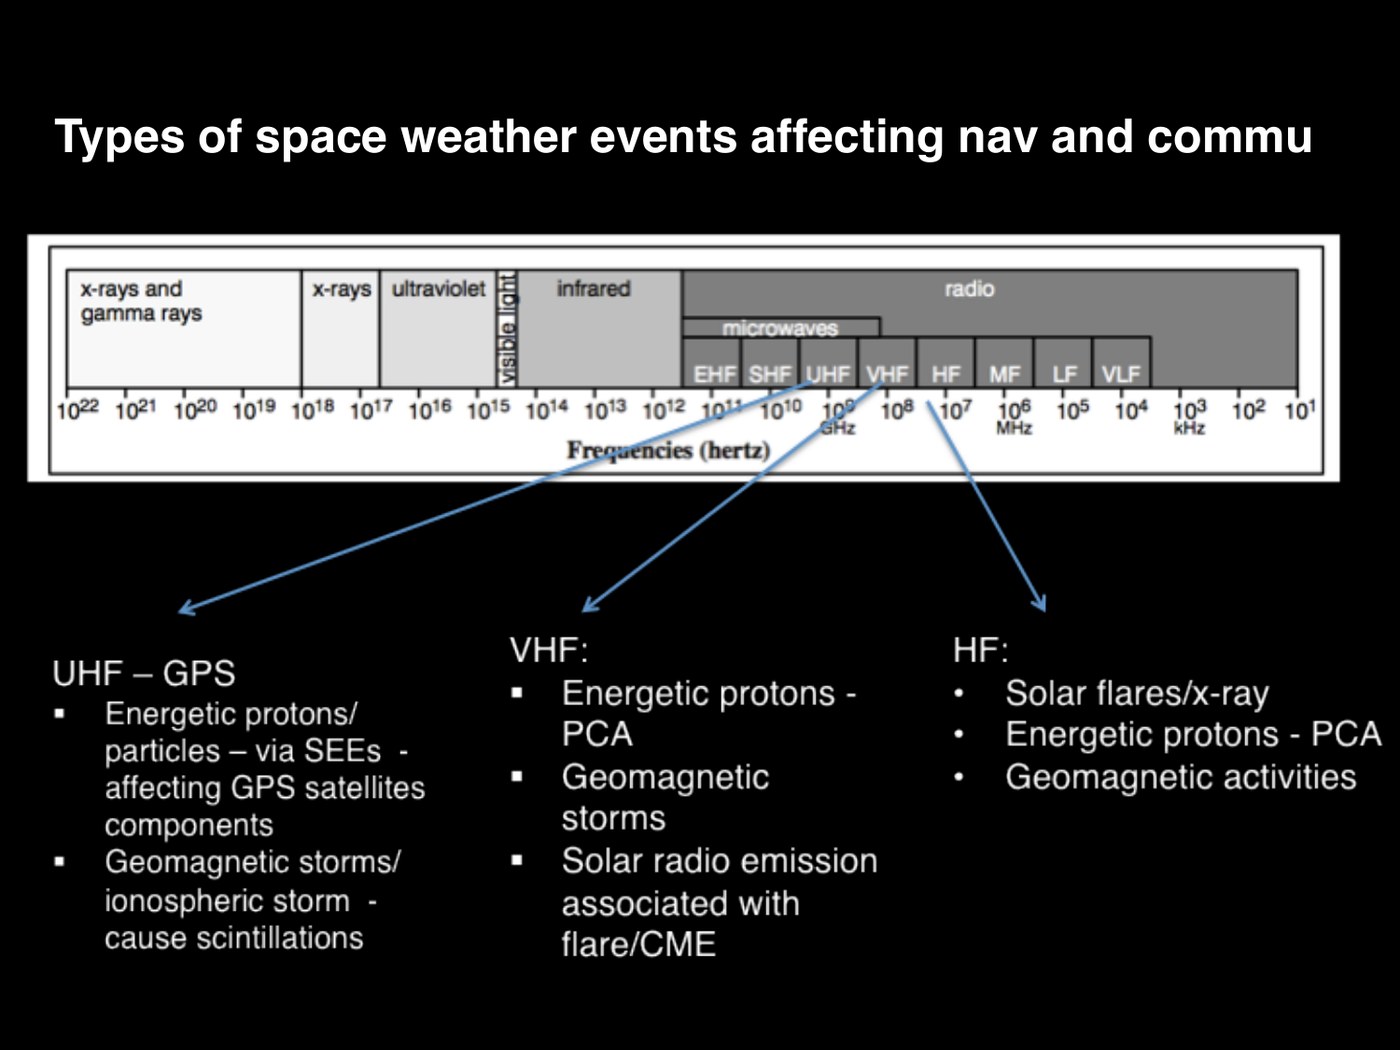 Types of space weather events affecting nav and commu
x-rays and
gamma rays
x-rays
ultraviolet
visible light
infrared
radio
microwaves
EHF SHF UHF VHF HF MF LF VLF
10²² 10²¹ 10²⁰ 10¹⁹ 10¹⁸ 10¹⁷ 10¹⁶ 10¹⁵ 10¹⁴ 10¹³ 10¹² 10¹¹ 10¹⁰ 10⁹ 10⁸ 10⁷ 10⁶ 10⁵ 10⁴ 10³ 10² 10¹
GHz MHz kHz
Frequencies (hertz)
UHF – GPS
▪ Energetic protons/
particles – via SEEs -
affecting GPS satellites
components
▪ Geomagnetic storms/
ionospheric storm -
cause scintillations
VHF:
▪ Energetic protons -
PCA
▪ Geomagnetic
storms
▪ Solar radio emission
associated with
flare/CME
HF:
• Solar flares/x-ray
• Energetic protons - PCA
• Geomagnetic activities